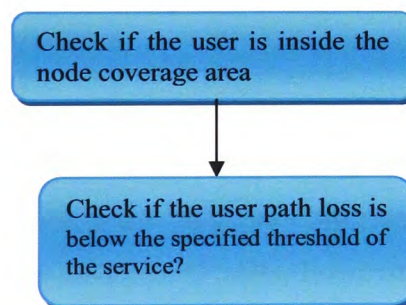 Check if the user is inside the
node coverage area
Check if the user path loss is
below the specified threshold of
the service?